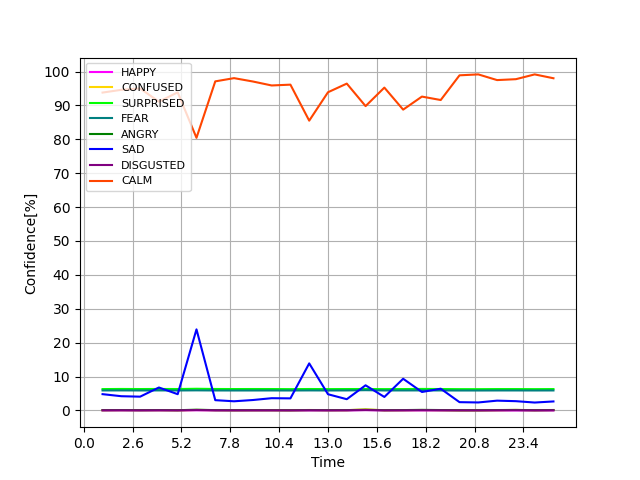 HAPPY
CONFUSED
SURPRISED
FEAR
ANGRY
SAD
DISGUSTED
CALM
100
90
80
70
60
50
40
30
20
10
0
Confidence[%]
0.0 2.6 5.2 7.8 10.4 13.0 15.6 18.2 20.8 23.4
Time